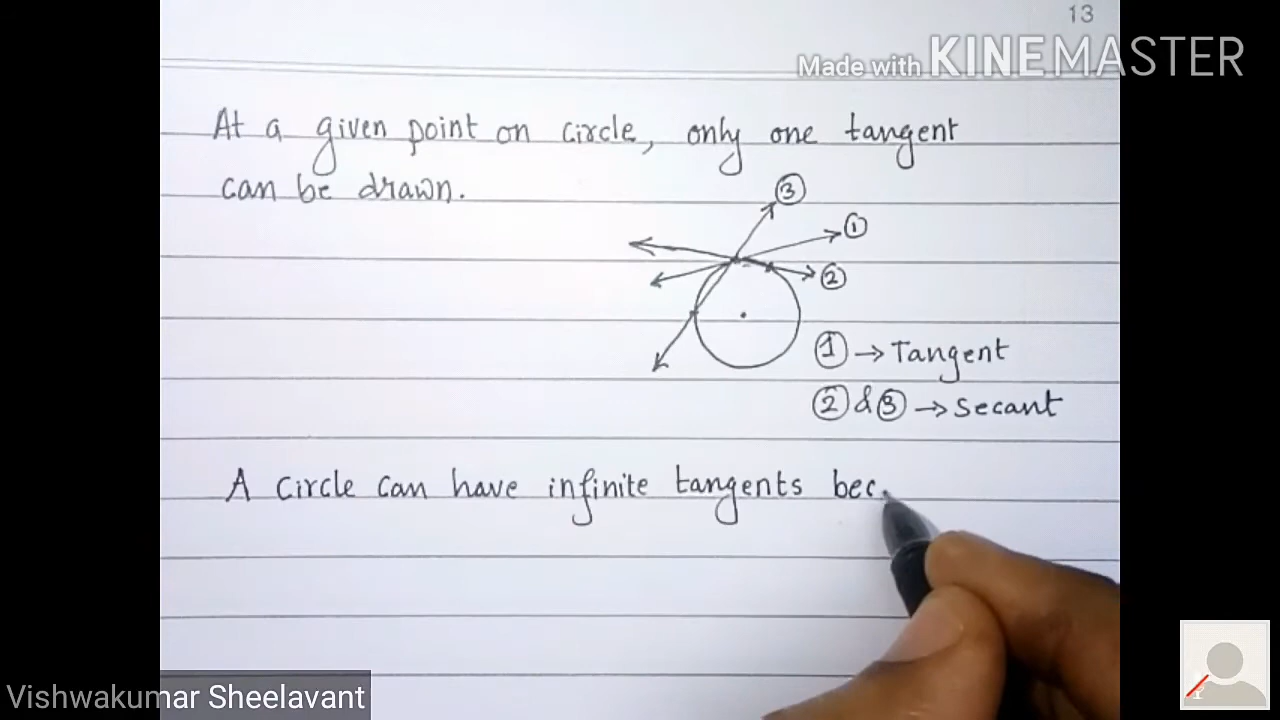 13
Made with KINEMASTER
At a given point on circle, only one tangent
can be drawn.
③
①
②
① → Tangent
② & ③ → Secant
A circle can have infinite tangents bec
Vishwakumar Sheelavant